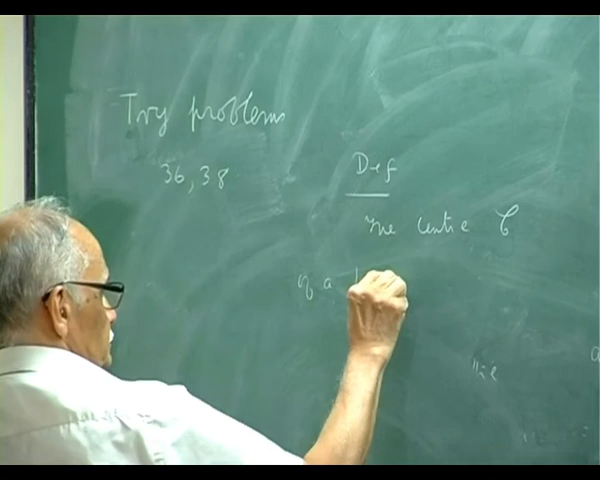 Try problems
36, 38
Def
The centre C
of a